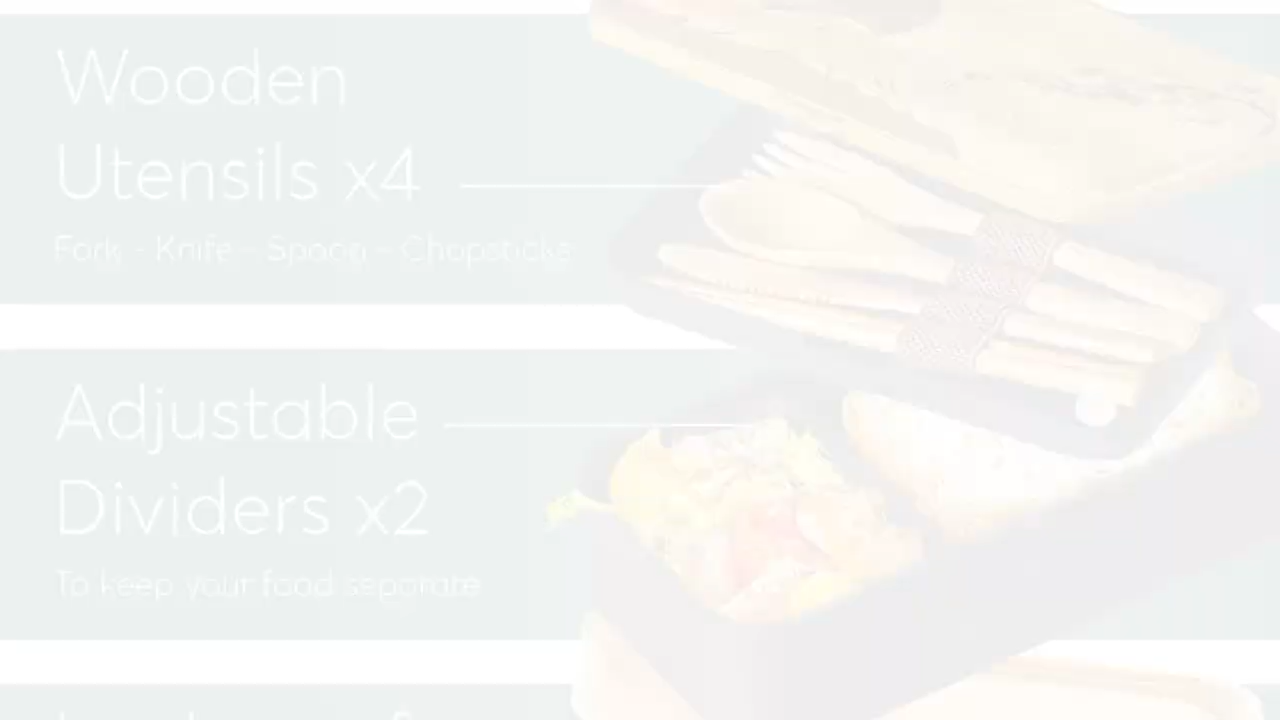 Wooden
Utensils x4
Fork - Knife - Spoon - Chopsticks
Adjustable
Dividers x2
To keep your food separate